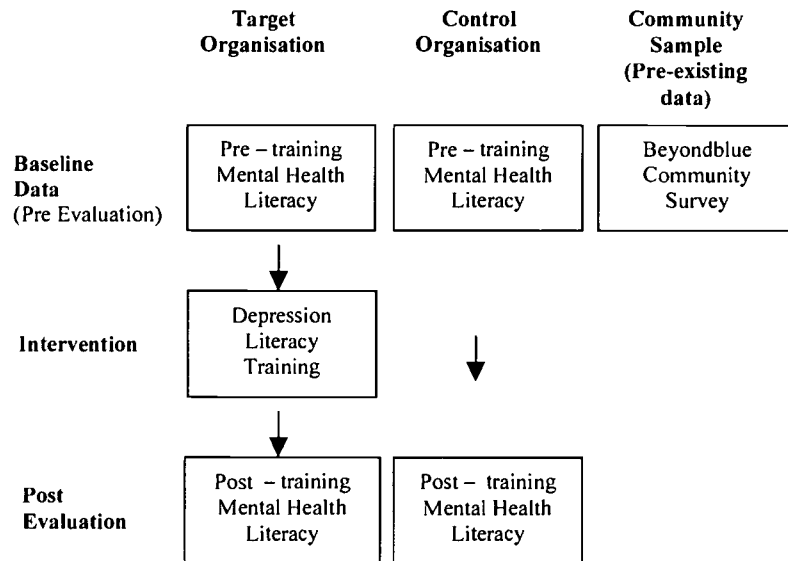 Target
Organisation
Control
Organisation
Community
Sample
(Pre-existing
data)
Baseline
Data
(Pre Evaluation)
Pre – training
Mental Health
Literacy
Pre – training
Mental Health
Literacy
Beyondblue
Community
Survey
Intervention
Depression
Literacy
Training
Post
Evaluation
Post – training
Mental Health
Literacy
Post – training
Mental Health
Literacy